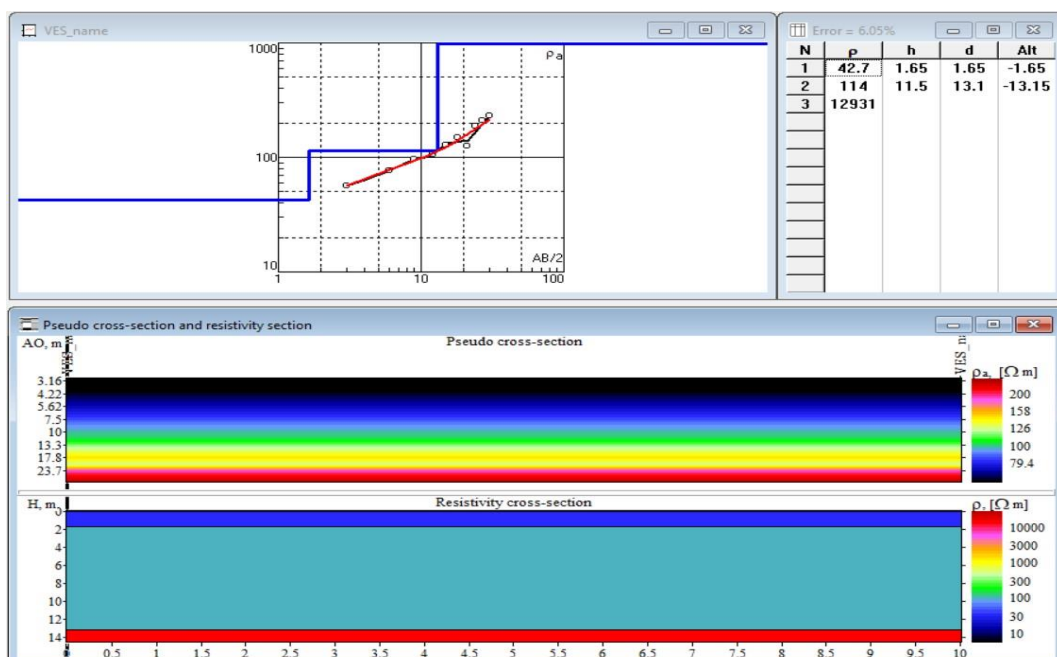 VES_name
1000
ρa
100
10
AB/2
1
10
100
Error = 6.05%
N ρ h d Alt
1 42.7 1.65 1.65 -1.65
2 114 11.5 13.1 -13.15
3 12931
Pseudo cross-section and resistivity section
AO, m
Pseudo cross-section
3.16
4.22
5.62
7.5
10
13.3
17.8
23.7
ρa, [Ω m]
200
158
126
100
79.4
H, m
Resistivity cross-section
0
2
4
6
8
10
12
14
ρ, [Ω m]
10000
3000
1000
300
100
30
10
0.5 1 1.5 2 2.5 3 3.5 4 4.5 5 5.5 6 6.5 7 7.5 8 8.5 9 9.5 10